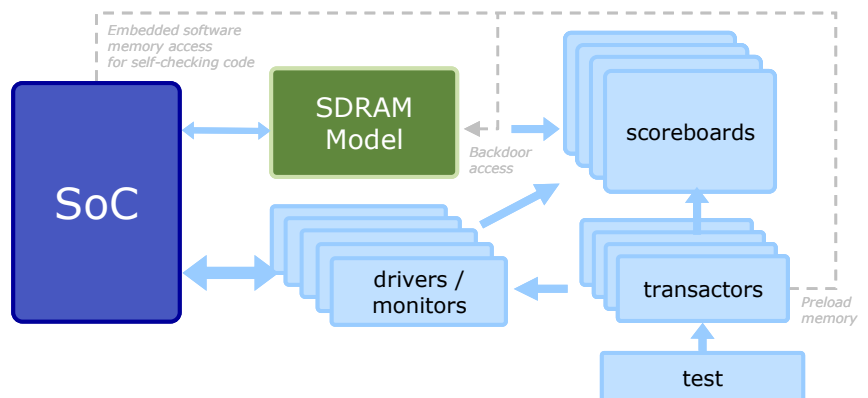 Embedded software
memory access
for self-checking code
SoC
SDRAM
Model
Backdoor
access
scoreboards
drivers /
monitors
transactors
Preload
memory
test